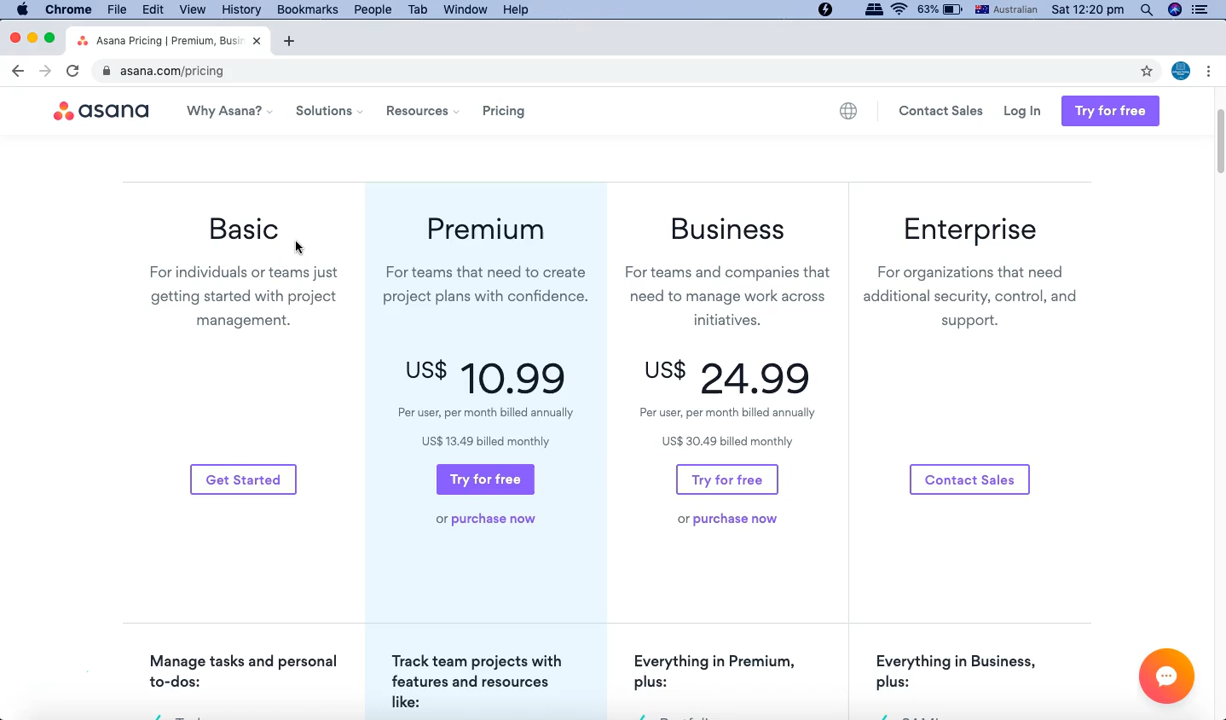 Chrome File Edit View History Bookmarks People Tab Window Help 63% Australian Sat 12:20 pm
Asana Pricing | Premium, Busin
asana.com/pricing
asana Why Asana? Solutions Resources Pricing Contact Sales Log In Try for free
Basic
For individuals or teams just
getting started with project
management.
Get Started
Premium
For teams that need to create
project plans with confidence.
US$ 10.99
Per user, per month billed annually
US$ 13.49 billed monthly
Try for free
or purchase now
Business
For teams and companies that
need to manage work across
initiatives.
US$ 24.99
Per user, per month billed annually
US$ 30.49 billed monthly
Try for free
or purchase now
Enterprise
For organizations that need
additional security, control, and
support.
Contact Sales
Manage tasks and personal
to-dos:
Track team projects with
features and resources
like:
Everything in Premium,
plus:
Everything in Business,
plus: